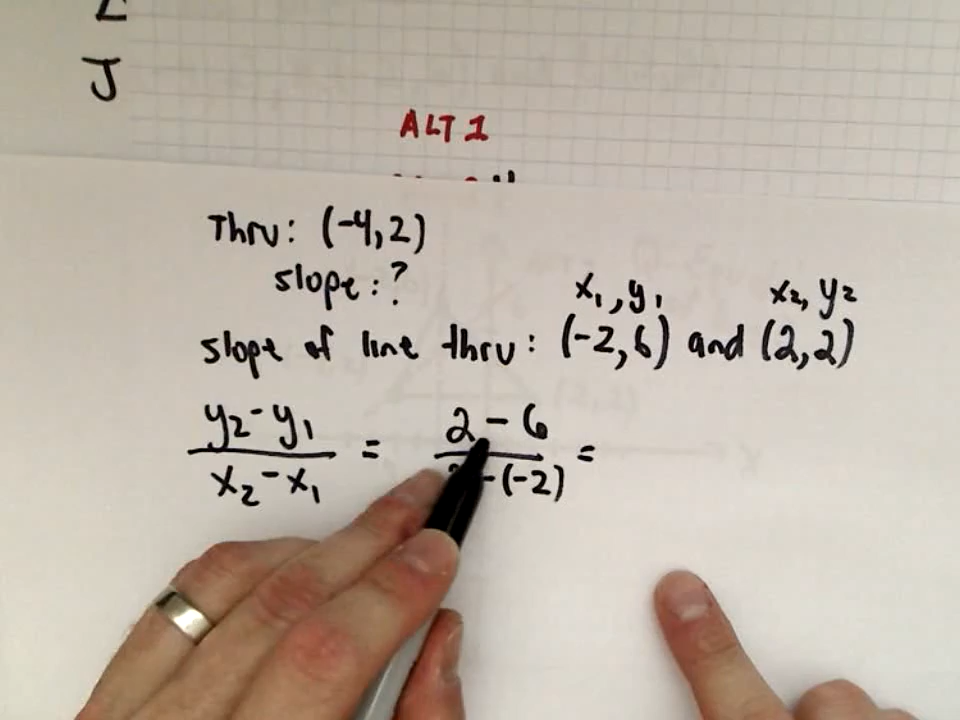 J
ALT 1
Thru: (-4,2)
slope: ?
x₁, y₁ x₂, y₂
slope of line thru: (-2,6) and (2,2)
y₂-y₁ / x₂-x₁ = 2-6 / -(-2) =